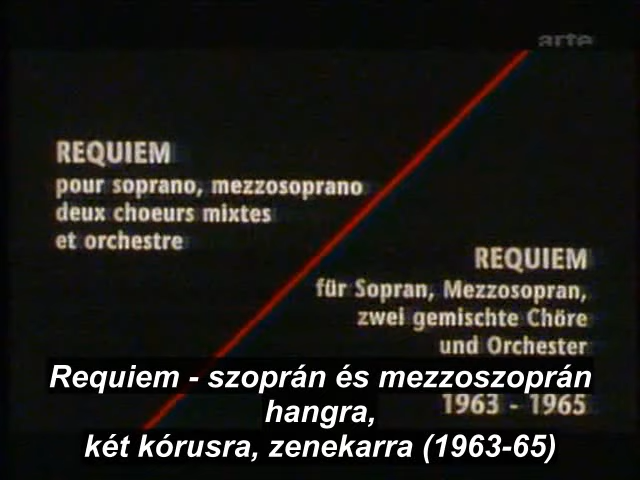 arte
REQUIEM
pour soprano, mezzosoprano
deux choeurs mixtes
et orchestre
REQUIEM
für Sopran, Mezzosopran,
zwei gemischte Chöre
und Orchester
1963 - 1965
Requiem - szoprán és mezzoszoprán
hangra,
két kórusra, zenekarra (1963-65)